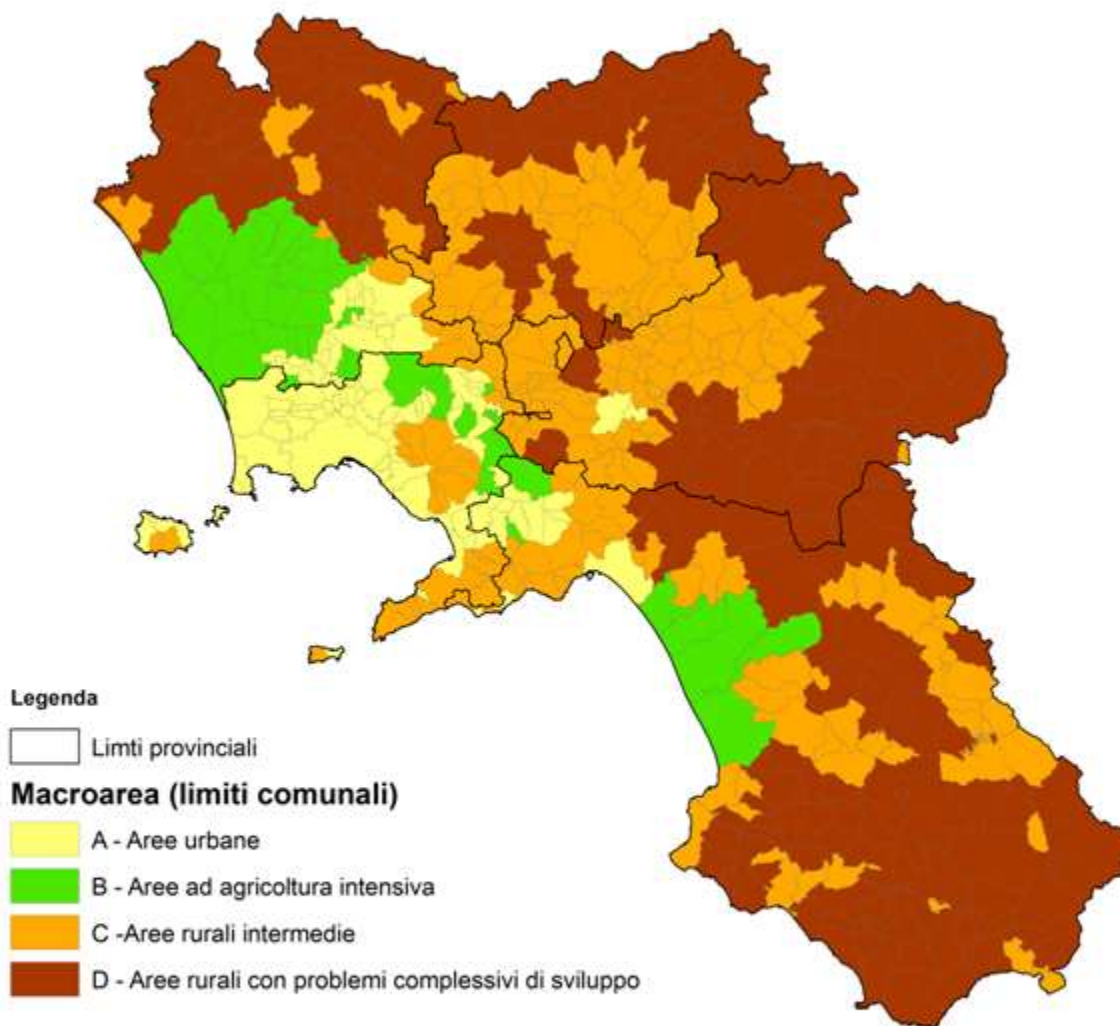 Legenda
Limti provinciali
Macroarea (limiti comunali)
A - Aree urbane
B - Aree ad agricoltura intensiva
C -Aree rurali intermedie
D - Aree rurali con problemi complessivi di sviluppo